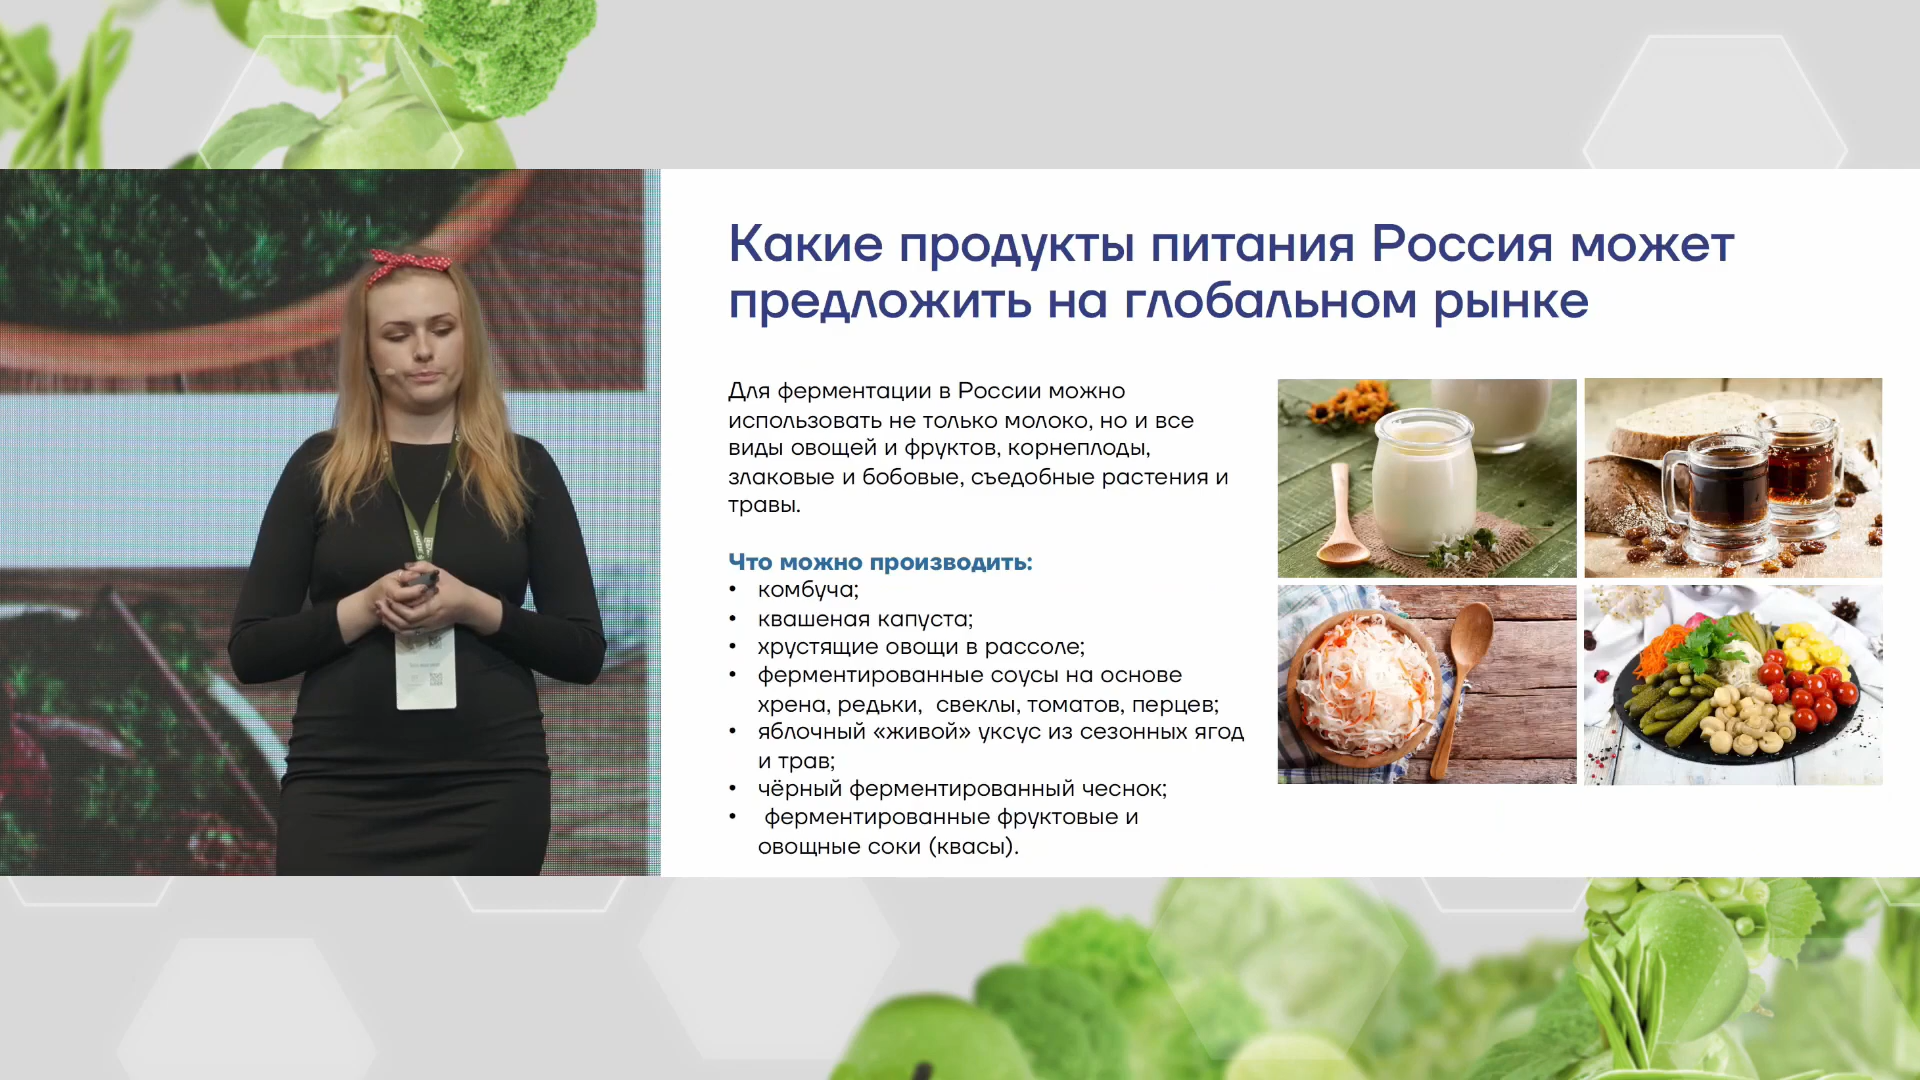 Какие продукты питания Россия может
предложить на глобальном рынке
Для ферментации в России можно
использовать не только молоко, но и все
виды овощей и фруктов, корнеплоды,
злаковые и бобовые, съедобные растения и
травы.
Что можно производить:
• комбуча;
• квашеная капуста;
• хрустящие овощи в рассоле;
• ферментированные соусы на основе
хрена, редьки, свеклы, томатов, перцев;
• яблочный «живой» уксус из сезонных ягод
и трав;
• чёрный ферментированный чеснок;
• ферментированные фруктовые и
овощные соки (квасы).